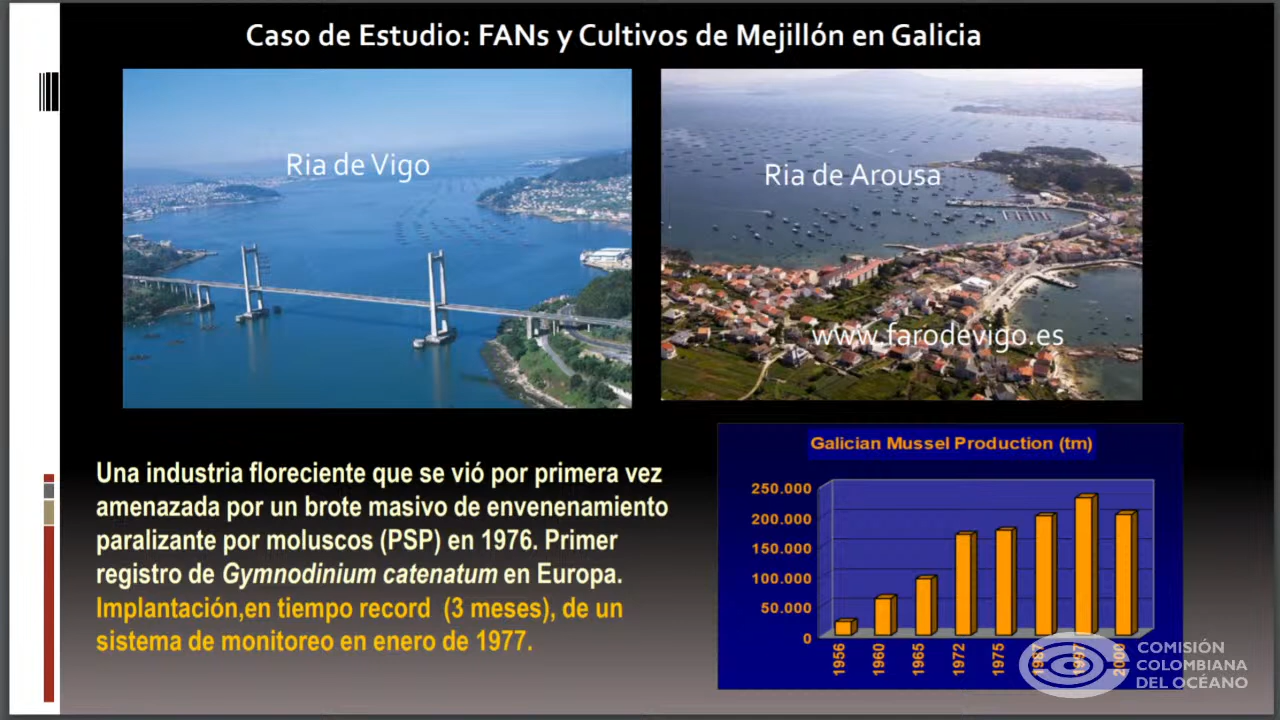 Caso de Estudio: FANs y Cultivos de Mejillón en Galicia
Ria de Vigo
Ria de Arousa
www.farodevigo.es
Una industria floreciente que se vió por primera vez
amenazada por un brote masivo de envenenamiento
paralizante por moluscos (PSP) en 1976. Primer
registro de Gymnodinium catenatum en Europa.
Implantación,en tiempo record (3 meses), de un
sistema de monitoreo en enero de 1977.
Galician Mussel Production (tm)
250.000
200.000
150.000
100.000
50.000
0
1956
1960
1965
1972
1975
1987
1997
2000
COMISIÓN
COLOMBIANA
DEL OCÉANO